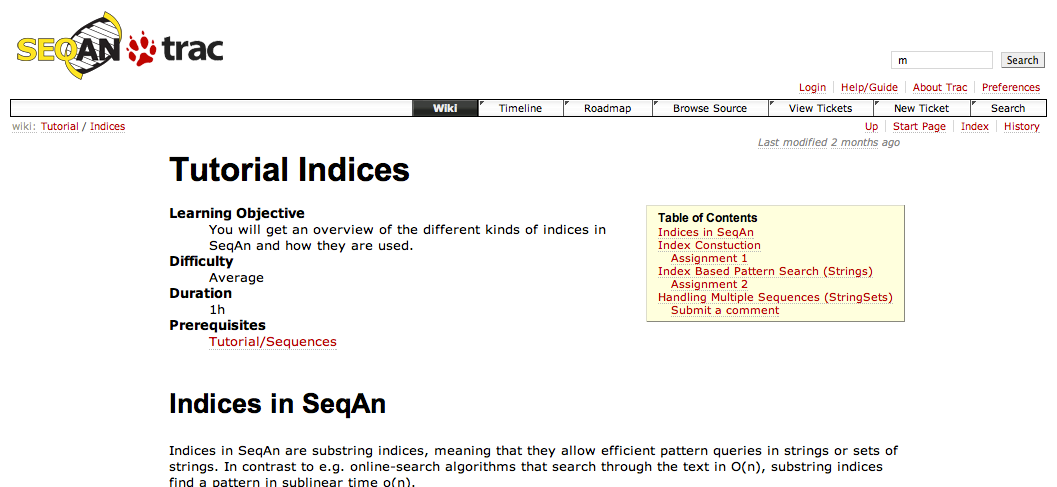 SEQAN trac
m Search
Login Help/Guide About Trac Preferences
Wiki Timeline Roadmap Browse Source View Tickets New Ticket Search
wiki: Tutorial / Indices Up Start Page Index History
Last modified 2 months ago
Tutorial Indices
Learning Objective
You will get an overview of the different kinds of indices in
SeqAn and how they are used.
Difficulty
Average
Duration
1h
Prerequisites
Tutorial/Sequences
Table of Contents
Indices in SeqAn
Index Constuction
Assignment 1
Index Based Pattern Search (Strings)
Assignment 2
Handling Multiple Sequences (StringSets)
Submit a comment
Indices in SeqAn
Indices in SeqAn are substring indices, meaning that they allow efficient pattern queries in strings or sets of
strings. In contrast to e.g. online-search algorithms that search through the text in O(n), substring indices
find a pattern in sublinear time o(n).